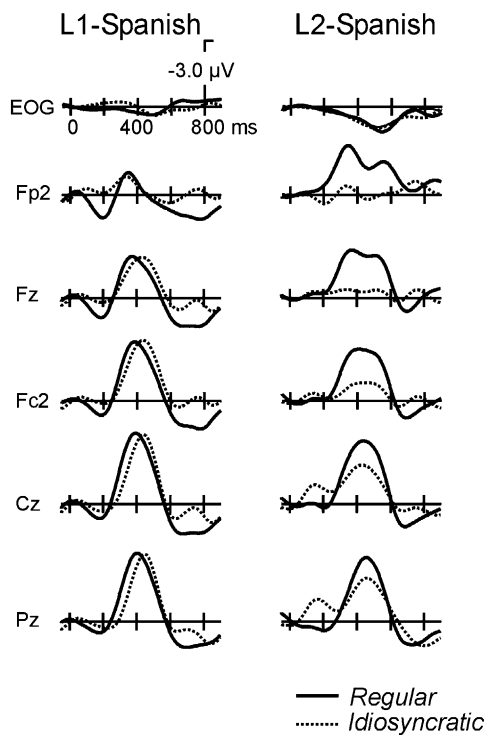 L1-Spanish L2-Spanish
-3.0 µV
EOG
0 400 800 ms
Fp2
Fz
Fc2
Cz
Pz
Regular
Idiosyncratic